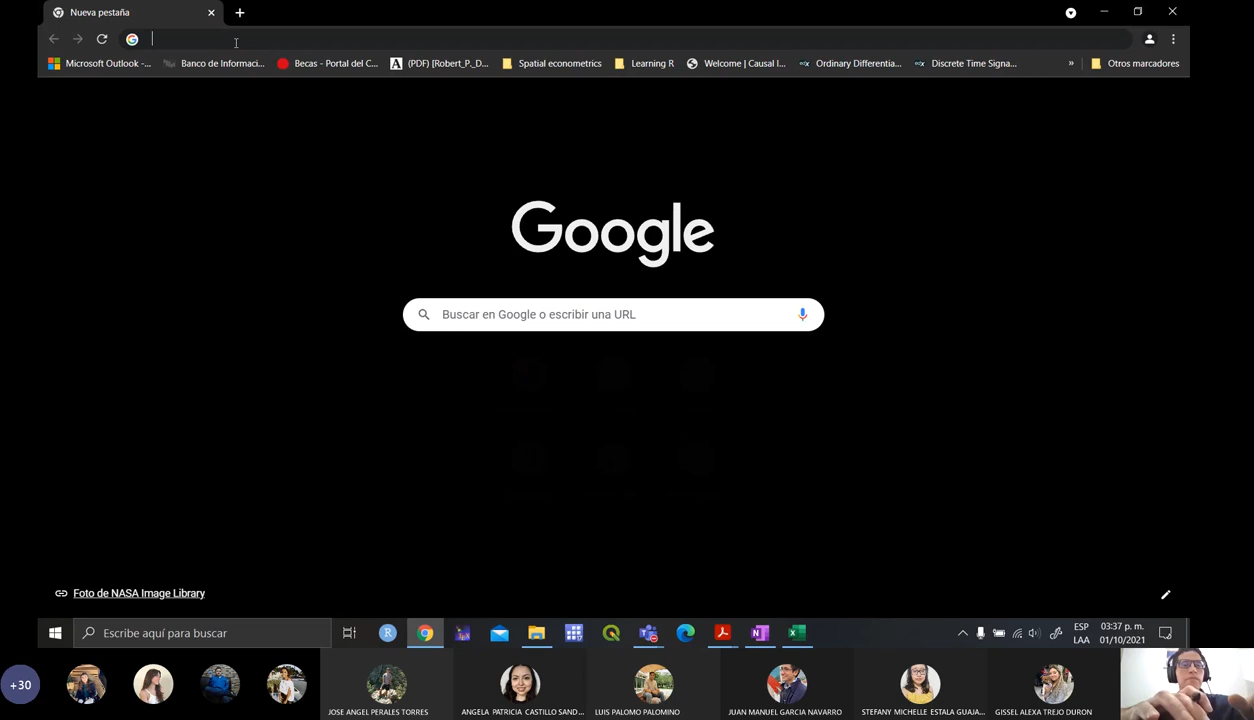 Nueva pestaña
Microsoft Outlook -...
Banco de Informaci...
Becas - Portal del C...
(PDF) [Robert_P._D...
Spatial econometrics
Learning R
Welcome | Causal I...
Ordinary Differentia...
Discrete Time Signa...
»
Otros marcadores
Google
Buscar en Google o escribir una URL
Foto de NASA Image Library
Escribe aquí para buscar
ESP
LAA
03:37 p. m.
01/10/2021
+30
JOSE ANGEL PERALES TORRES
ANGELA PATRICIA CASTILLO SAND...
LUIS PALOMO PALOMINO
JUAN MANUEL GARCIA NAVARRO
STEFANY MICHELLE ESTALA GUAJA...
GISSEL ALEXA TREJO DURON